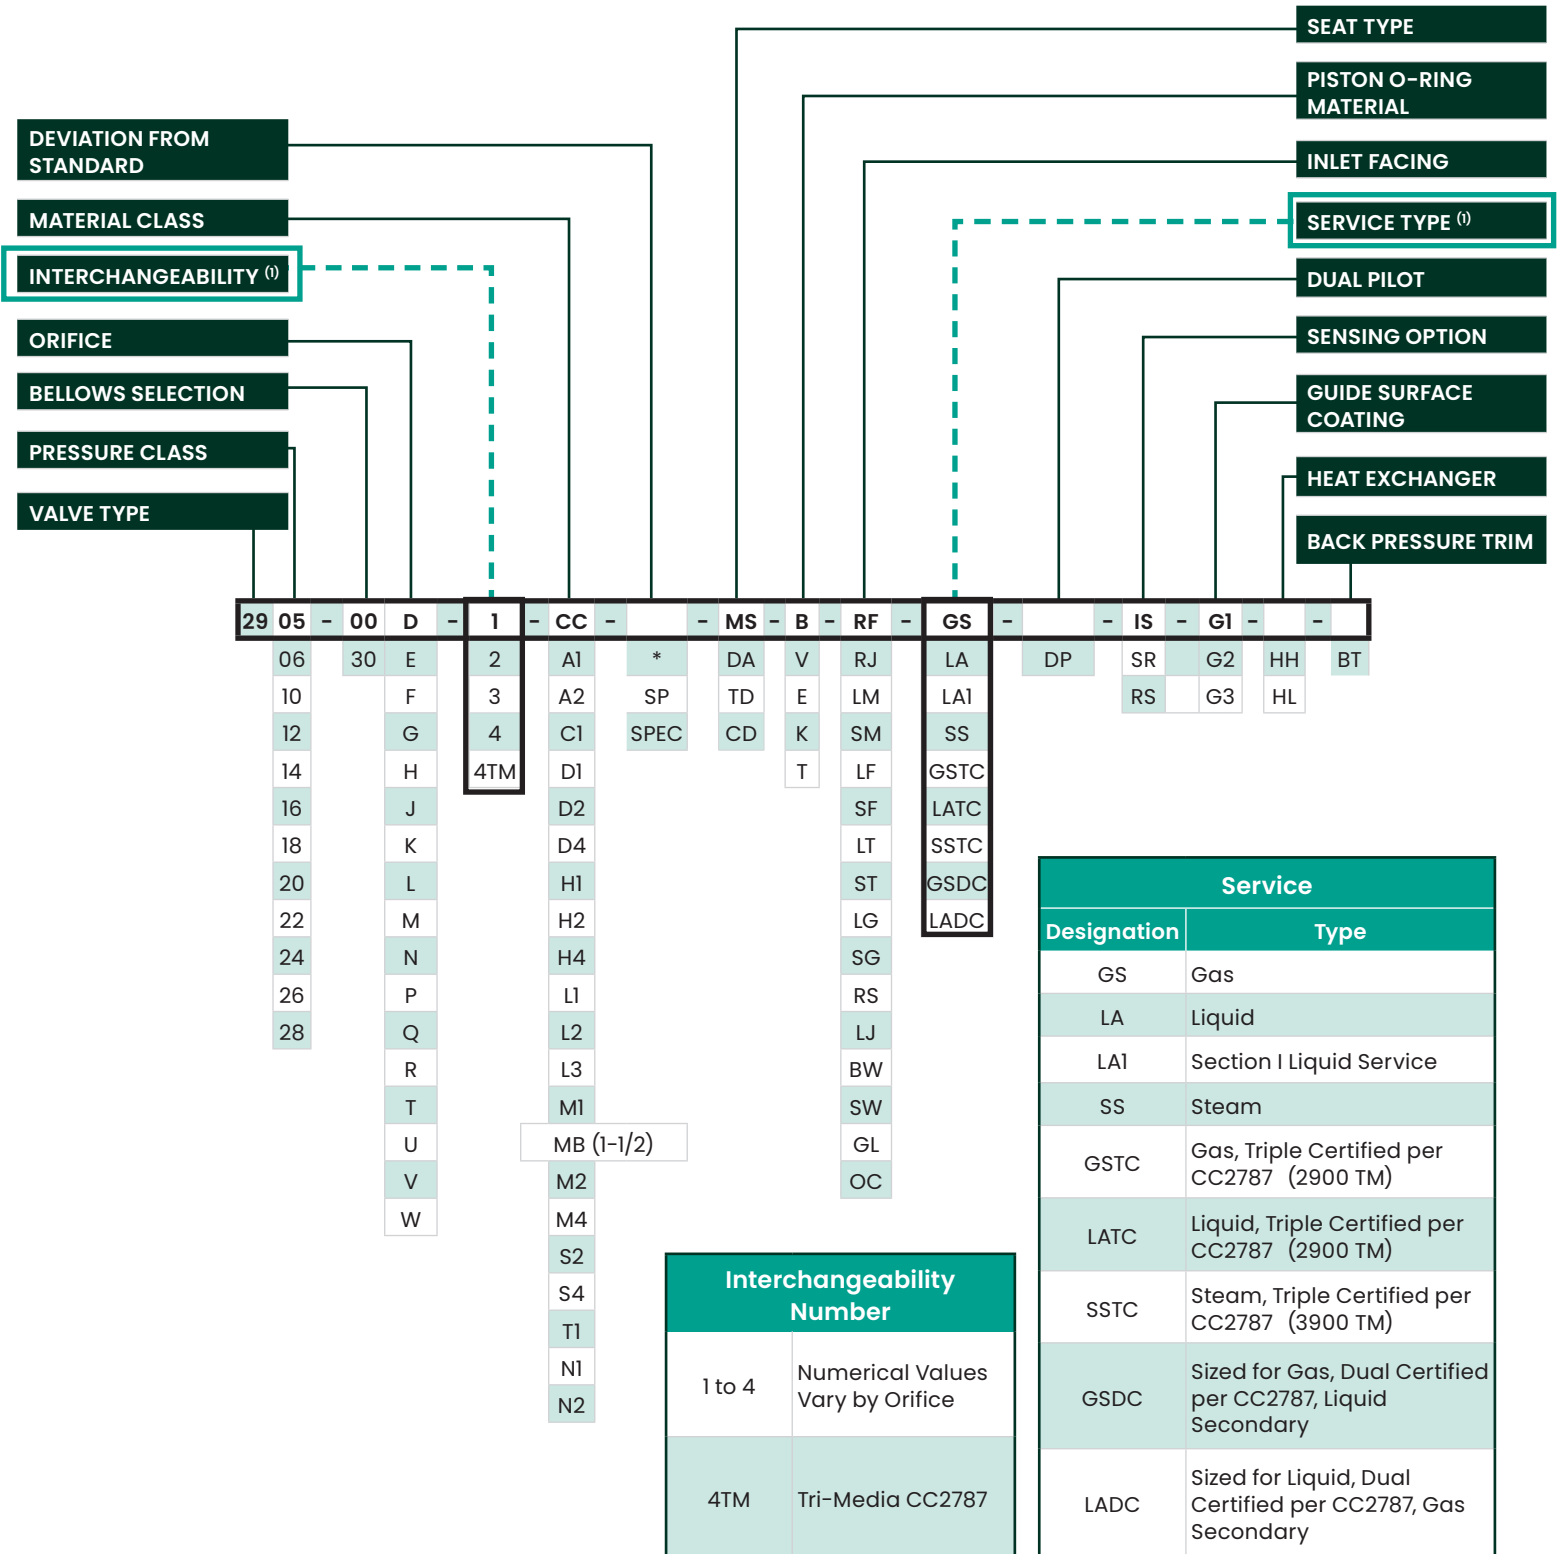 SEAT TYPE
PISTON O-RING
MATERIAL
DEVIATION FROM
STANDARD
INLET FACING
MATERIAL CLASS
SERVICE TYPE (1)
INTERCHANGEABILITY (1)
DUAL PILOT
ORIFICE
SENSING OPTION
BELLOWS SELECTION
GUIDE SURFACE
COATING
PRESSURE CLASS
HEAT EXCHANGER
VALVE TYPE
BACK PRESSURE TRIM
29 05 - 00 D - 1 - CC - - MS - B - RF - GS - - IS - G1 - -
06 30 E 2 A1 * DA V RJ LA DP SR G2 HH BT
10 F 3 A2 SP TD E LM LA1 RS G3 HL
12 G 4 C1 SPEC CD K SM SS
14 H 4TM D1 T LF GSTC
16 J D2 SF LATC
18 K D4 LT SSTC
20 L H1 ST GSDC
22 M H2 LG LADC
24 N H4 SG
26 P L1 RS
28 Q L2 LJ
R L3 BW
T M1 SW
U MB (1-1/2) GL
V M2 OC
W M4
S2
S4
T1
N1
N2
Service
Designation Type
GS Gas
LA Liquid
LA1 Section I Liquid Service
SS Steam
GSTC Gas, Triple Certified per
CC2787 (2900 TM)
LATC Liquid, Triple Certified per
CC2787 (2900 TM)
SSTC Steam, Triple Certified per
CC2787 (3900 TM)
GSDC Sized for Gas, Dual Certified
per CC2787, Liquid
Secondary
LADC Sized for Liquid, Dual
Certified per CC2787, Gas
Secondary
Interchangeability
Number
1 to 4 Numerical Values
Vary by Orifice
4TM Tri-Media CC2787